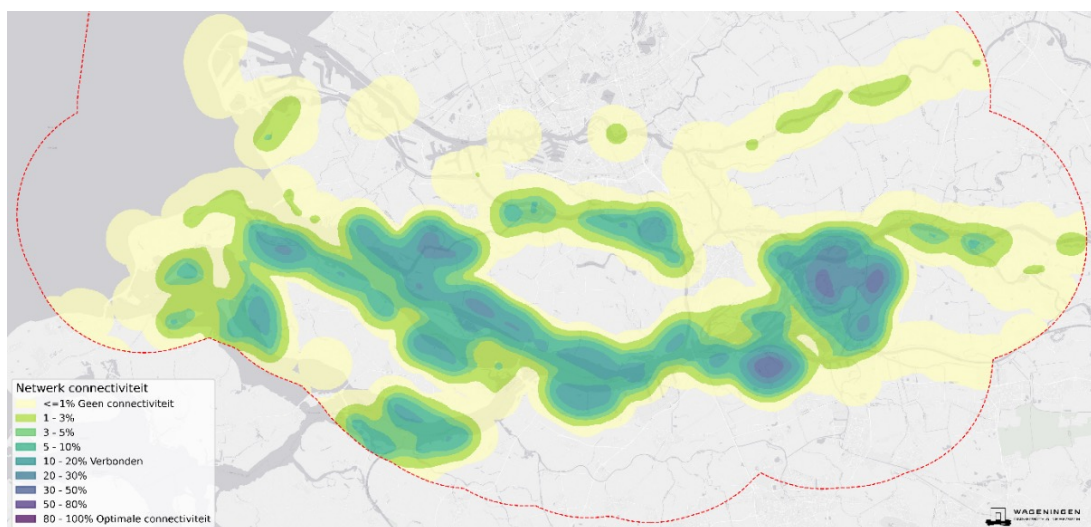 Netwerk connectiviteit
<=1% Geen connectiviteit
1 - 3%
3 - 5%
5 - 10%
10 - 20% Verbonden
20 - 30%
30 - 50%
50 - 80%
80 - 100% Optimale connectiviteit
WAGENINGEN